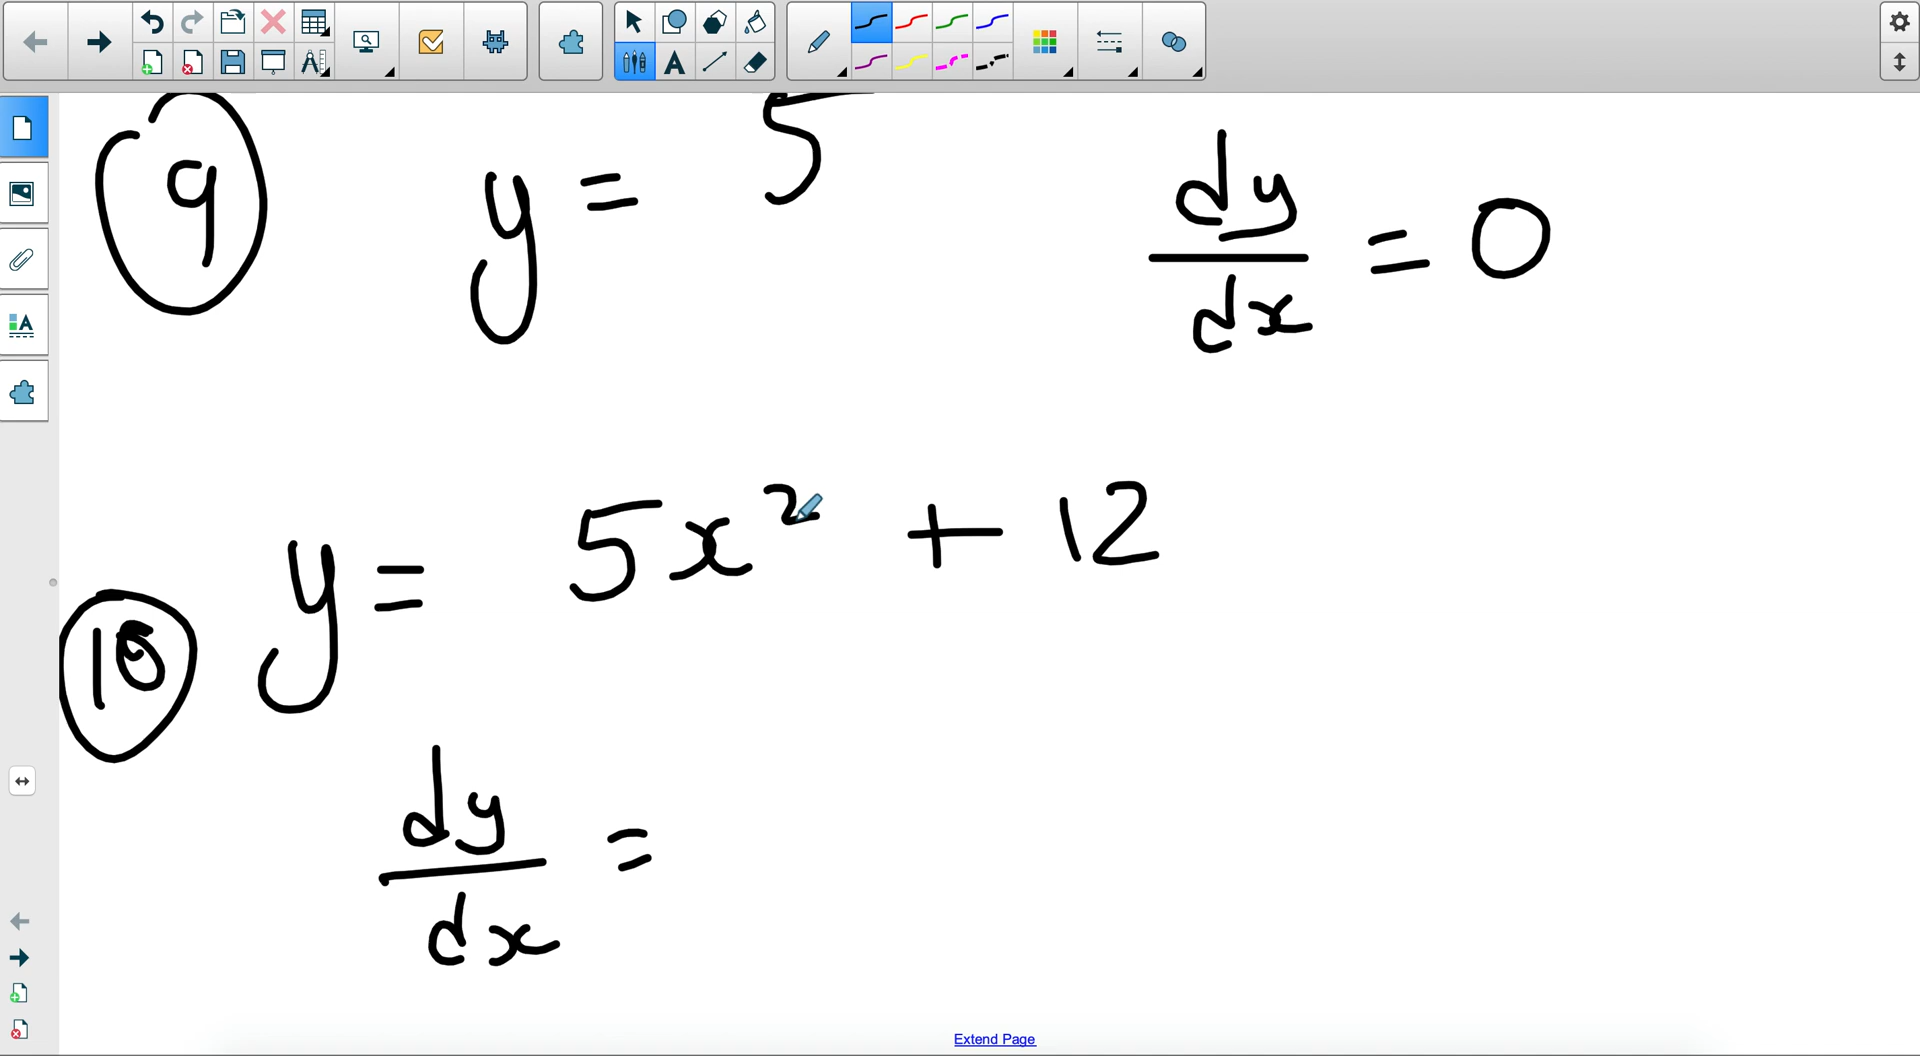 9 y = 5 dy/dx = 0
10 y = 5x² + 12
dy/dx =
Extend Page